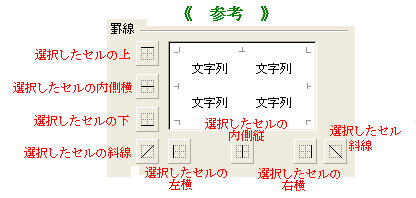 《 参考 》
罫線
選択したセルの上
文字列 文字列
選択したセルの内側横
選択したセルの下
文字列 文字列
選択したセルの
内側縦
選択したセル
斜線
選択したセルの斜線
選択したセルの
左横
選択したセルの
右横